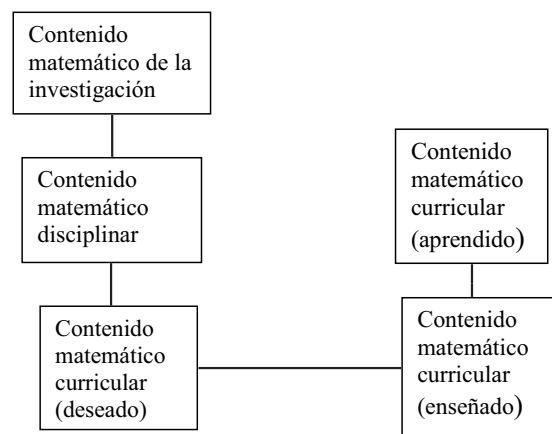 Contenido
matemático de la
investigación
Contenido
matemático
disciplinar
Contenido
matemático
curricular
(aprendido)
Contenido
matemático
curricular
(deseado)
Contenido
matemático
curricular
(enseñado)